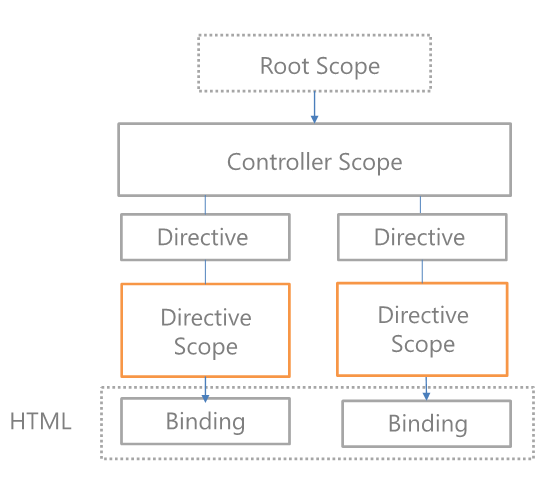 Root Scope
Controller Scope
Directive
Directive
Directive
Scope
Directive
Scope
HTML
Binding
Binding